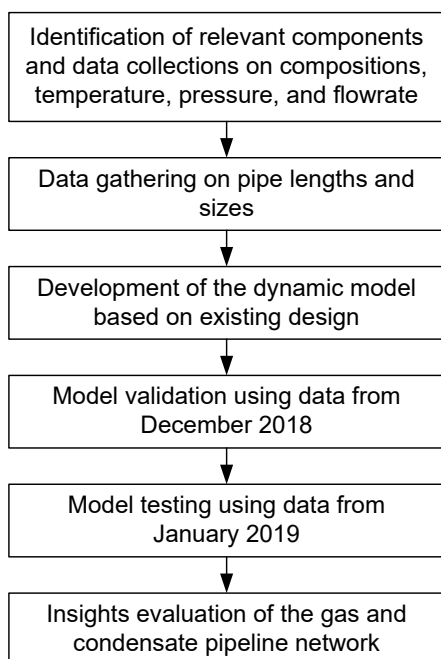 Identification of relevant components
and data collections on compositions,
temperature, pressure, and flowrate
Data gathering on pipe lengths and
sizes
Development of the dynamic model
based on existing design
Model validation using data from
December 2018
Model testing using data from
January 2019
Insights evaluation of the gas and
condensate pipeline network